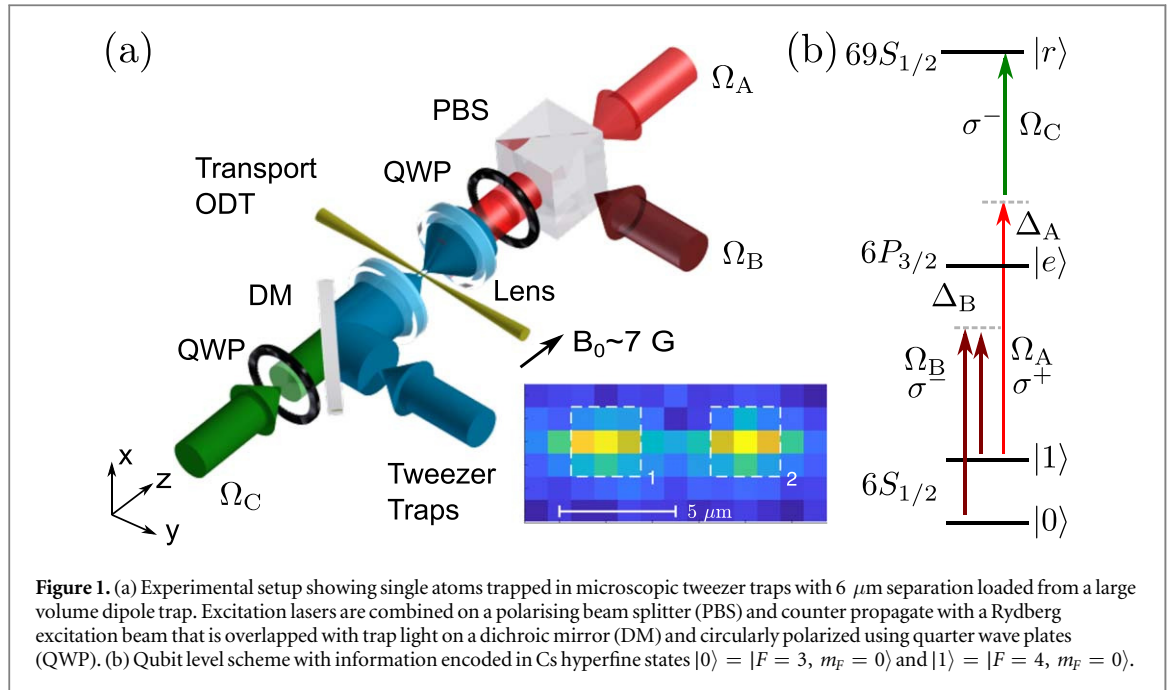 (a)
PBS
Ω_A
Transport
ODT
QWP
Ω_B
DM
Lens
QWP
B₀~7 G
x
z
y
Ω_C
Tweezer
Traps
1
2
5 μm
(b)
69S_{1/2}
|r⟩
σ⁻
Ω_C
Δ_A
6P_{3/2}
|e⟩
Δ_B
Ω_B
σ^±
Ω_A
σ⁺
|1⟩
6S_{1/2}
|0⟩
Figure 1. (a) Experimental setup showing single atoms trapped in microscopic tweezer traps with 6 μm separation loaded from a large
volume dipole trap. Excitation lasers are combined on a polarising beam splitter (PBS) and counter propagate with a Rydberg
excitation beam that is overlapped with trap light on a dichroic mirror (DM) and circularly polarized using quarter wave plates
(QWP). (b) Qubit level scheme with information encoded in Cs hyperfine states |0⟩ = |F = 3, m_F = 0⟩ and |1⟩ = |F = 4, m_F = 0⟩.